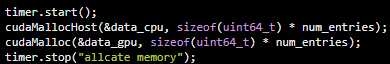 timer.start();
cudaMallocHost(&data_cpu, sizeof(uint64_t) * num_entries);
cudaMalloc(&data_gpu, sizeof(uint64_t) * num_entries);
timer.stop("allcate memory");